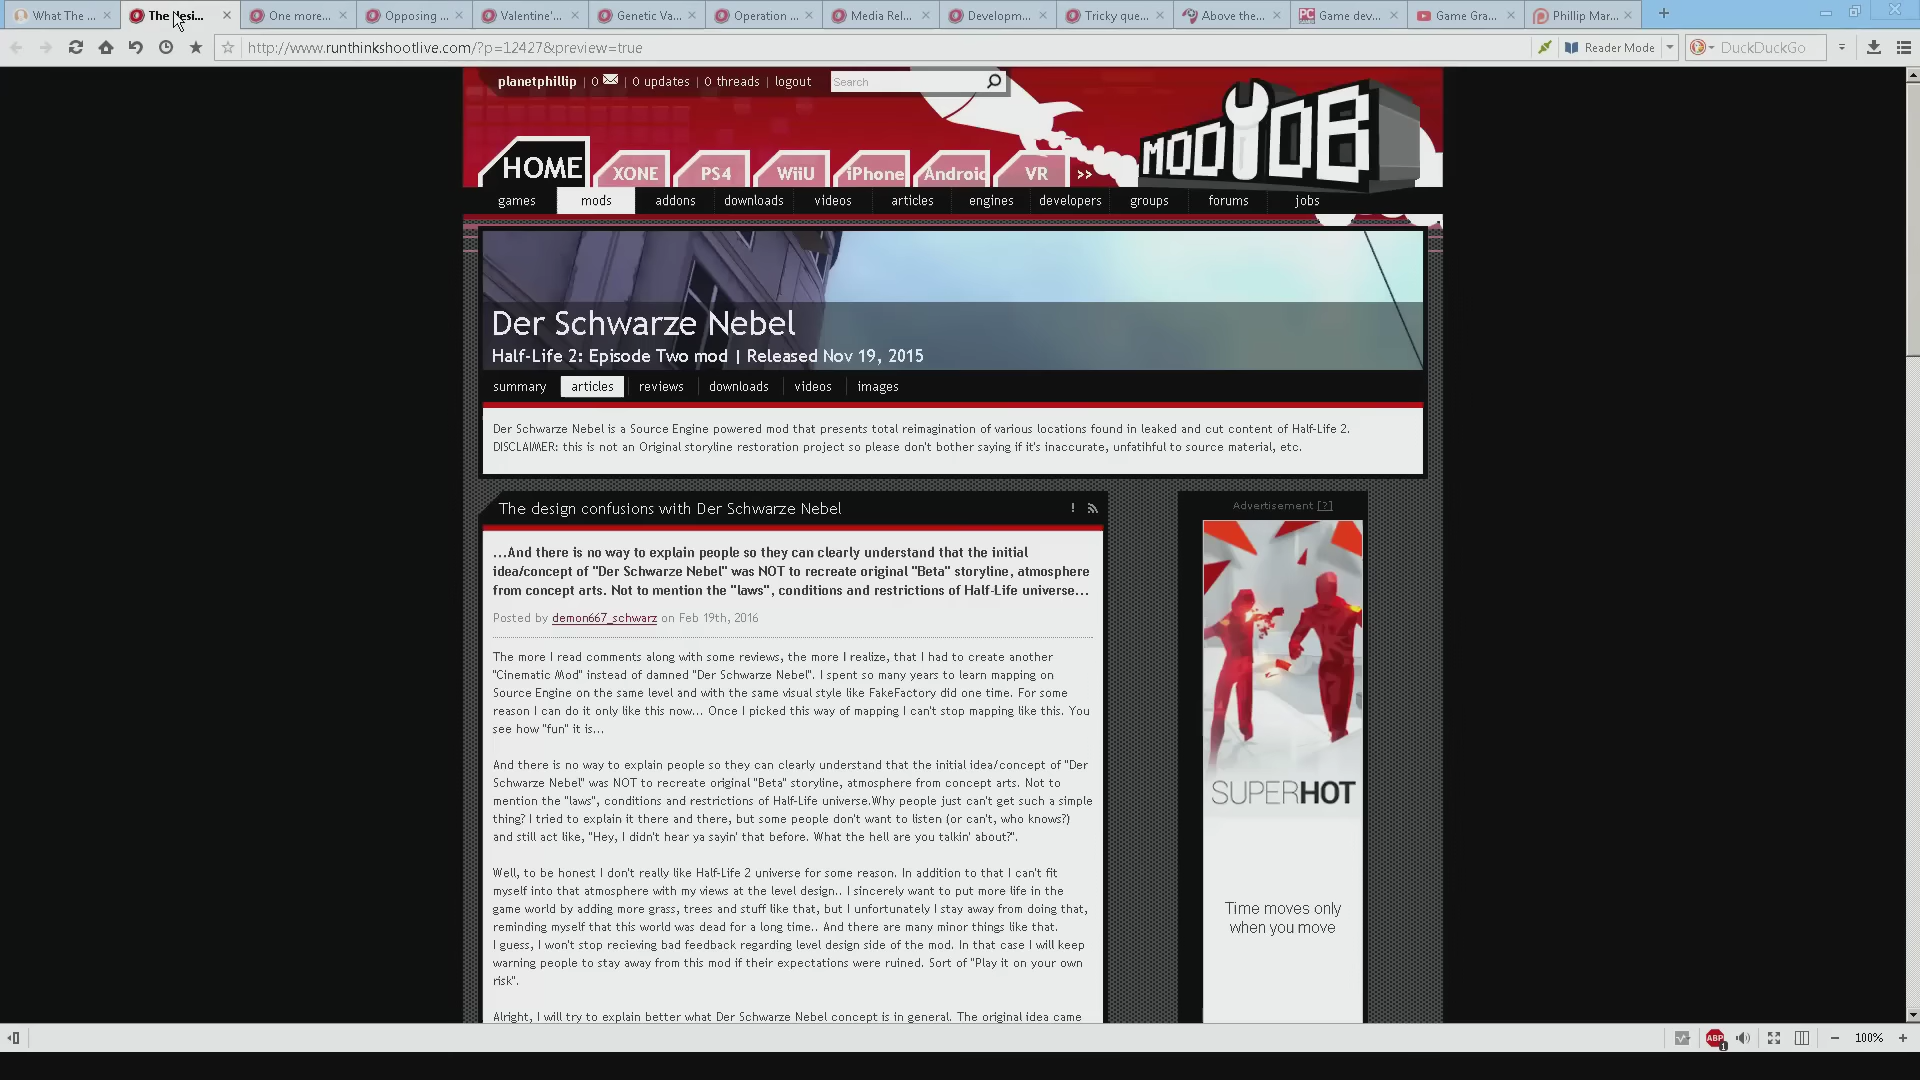 What The ...
The desi...
One more...
Opposing ...
Valentine'...
Genetic Va...
Operation ...
Media Rel...
Developm...
Tricky que...
Above the...
Game dev...
Game Gra...
Phillip Mar...
http://www.runthinkshootlive.com/?p=12427&preview=true
Reader Mode
DuckDuckGo
planetphillip | 0 | 0 updates | 0 threads | logout
Search
MODDB
HOME XONE PS4 WiiU iPhone Android VR >>
games mods addons downloads videos articles engines developers groups forums jobs
Der Schwarze Nebel
Half-Life 2: Episode Two mod | Released Nov 19, 2015
summary articles reviews downloads videos images
Der Schwarze Nebel is a Source Engine powered mod that presents total reimagination of various locations found in leaked and cut content of Half-Life 2.
DISCLAIMER: this is not an Original storyline restoration project so please don't bother saying if it's inaccurate, unfatihful to source material, etc.
The design confusions with Der Schwarze Nebel
...And there is no way to explain people so they can clearly understand that the initial
idea/concept of "Der Schwarze Nebel" was NOT to recreate original "Beta" storyline, atmosphere
from concept arts. Not to mention the "laws", conditions and restrictions of Half-Life universe...
Posted by demon667_schwarz on Feb 19th, 2016
The more I read comments along with some reviews, the more I realize, that I had to create another
"Cinematic Mod" instead of damned "Der Schwarze Nebel". I spent so many years to learn mapping on
Source Engine on the same level and with the same visual style like FakeFactory did one time. For some
reason I can do it only like this now... Once I picked this way of mapping I can't stop mapping like this. You
see how "fun" it is...
And there is no way to explain people so they can clearly understand that the initial idea/concept of "Der
Schwarze Nebel" was NOT to recreate original "Beta" storyline, atmosphere from concept arts. Not to
mention the "laws", conditions and restrictions of Half-Life universe.Why people just can't get such a simple
thing? I tried to explain it there and there, but some people don't want to listen (or can't, who knows?)
and still act like, "Hey, I didn't hear ya sayin' that before. What the hell are you talkin' about?".
Well, to be honest I don't really like Half-Life 2 universe for some reason. In addition to that I can't fit
myself into that atmosphere with my views at the level design.. I sincerely want to put more life in the
game world by adding more grass, trees and stuff like that, but I unfortunately I stay away from doing that,
reminding myself that this world was dead for a long time.. And there are many minor things like that.
I guess, I won't stop recieving bad feedback regarding level design side of the mod. In that case I will keep
warning people to stay away from this mod if their expectations were ruined. Sort of "Play it on your own
risk".
Alright, I will try to explain better what Der Schwarze Nebel concept is in general. The original idea came
Advertisement [?]
SUPERHOT
Time moves only
when you move
ABP
1
100%